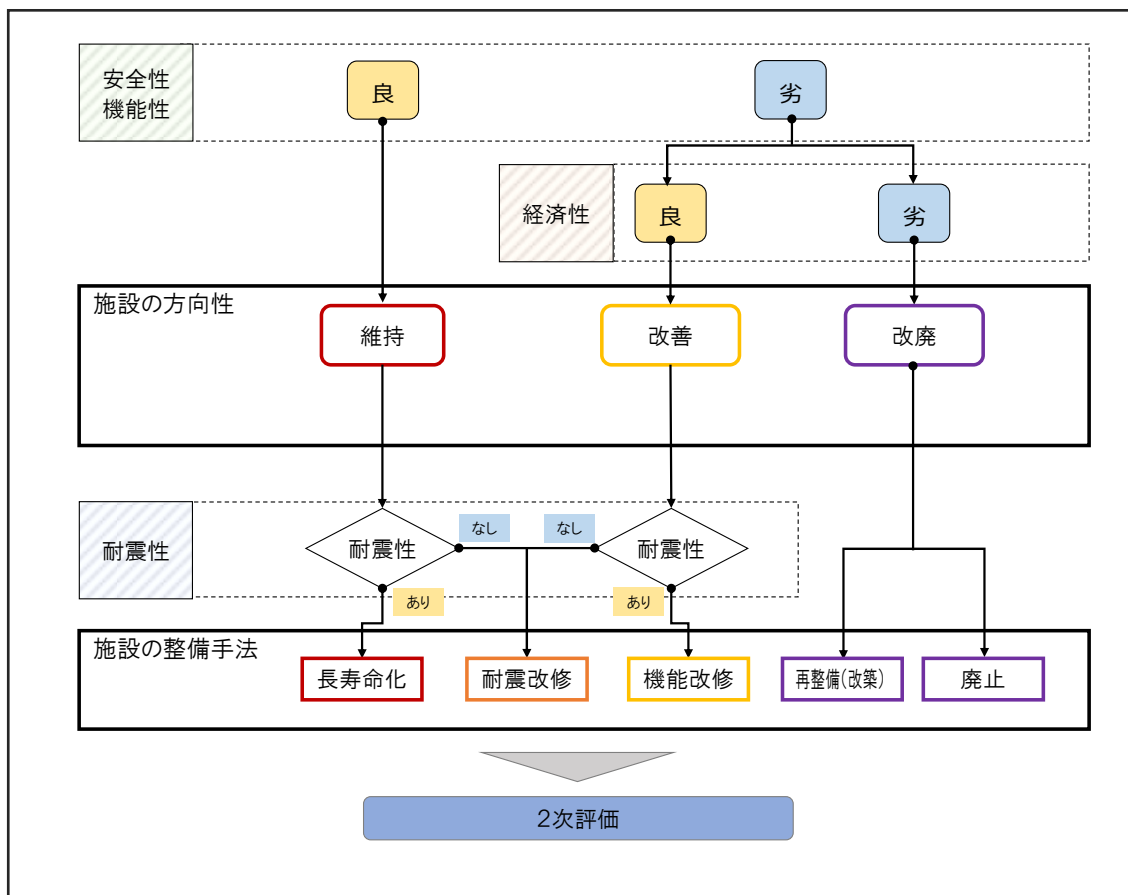 安全性
機能性
良
劣
経済性
良
劣
施設の方向性
維持
改善
改廃
耐震性
耐震性
なし
なし
耐震性
あり
あり
施設の整備手法
長寿命化
耐震改修
機能改修
再整備(改築)
廃止
2次評価